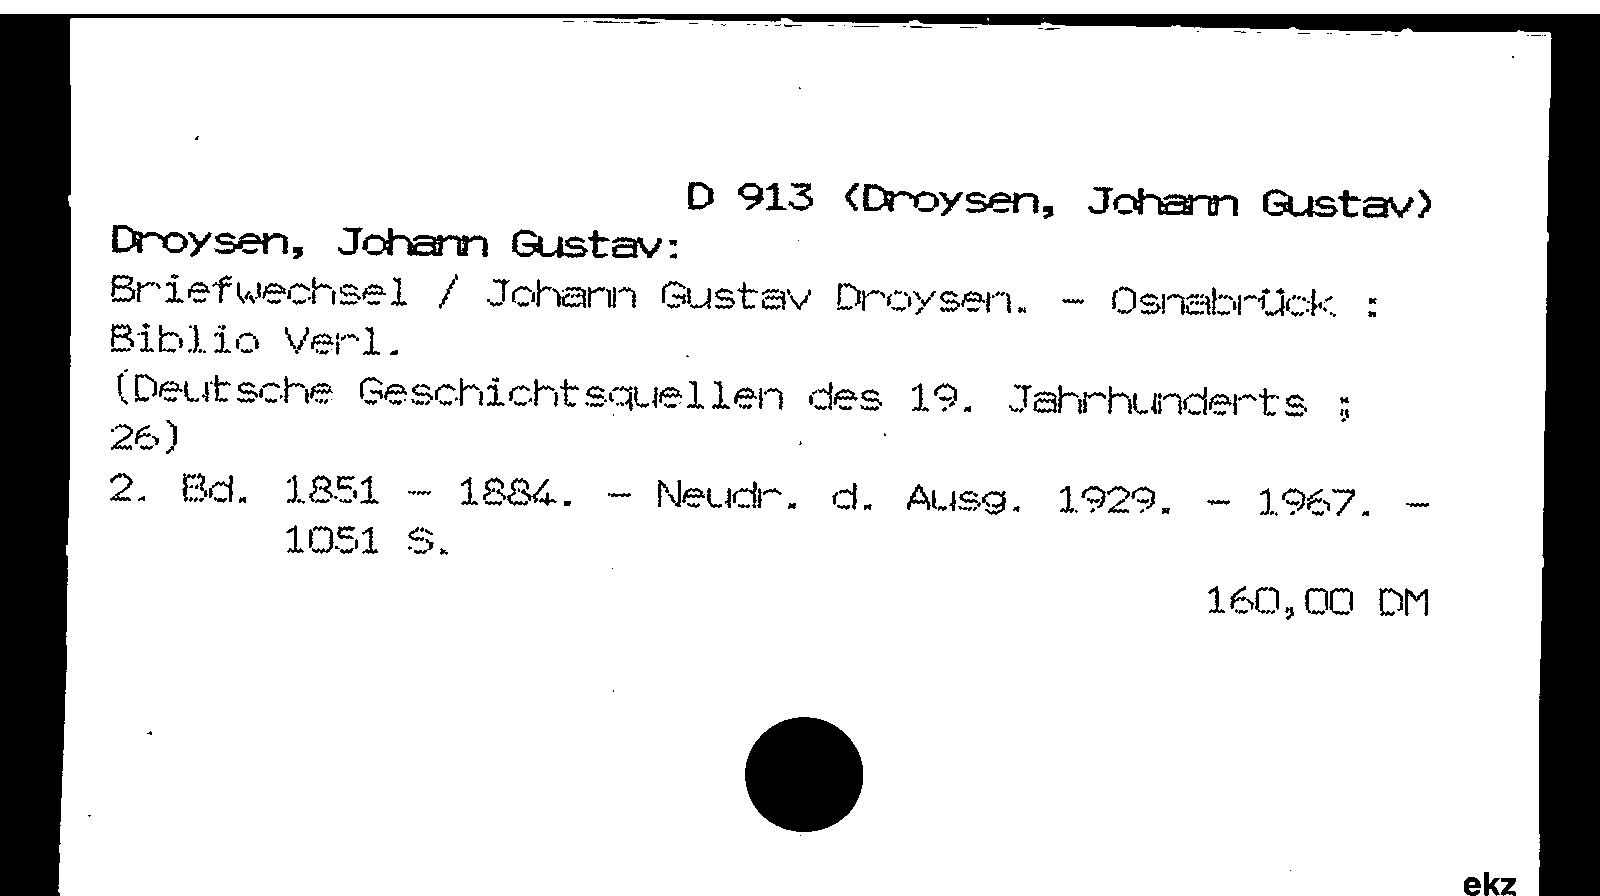 D 913 (Droysen, Johann Gustav)
Droysen, Johann Gustav:
Briefwechsel / Johann Gustav Droysen. - Osnabrück :
Biblio Verl.
(Deutsche Geschichtsquellen des 19. Jahrhunderts ;
26)
2. Bd. 1851 - 1884. - Neudr. d. Ausg. 1929. - 1967. -
1051 S.
160,00 DM
ekz